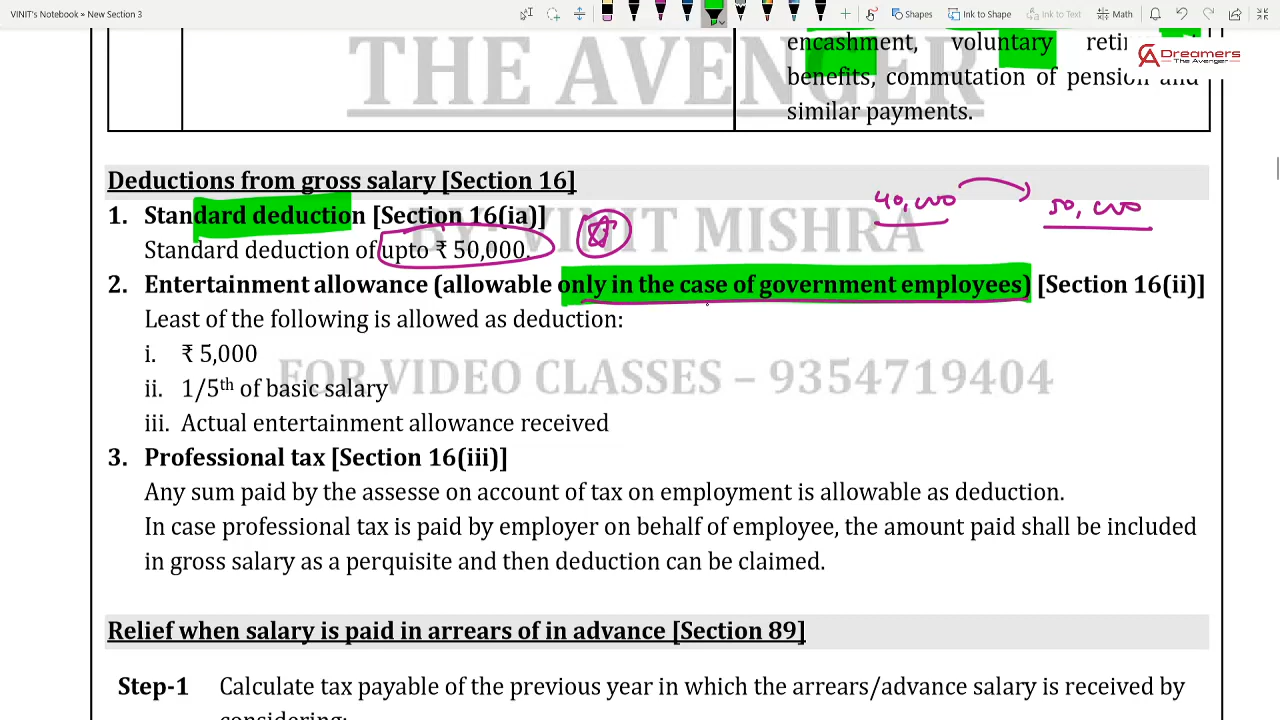 VINIT's Notebook » New Section 3
Shapes
Ink to Shape
Ink to Text
Math
THE AVENGER
Dreamers
The Avenger
encashment, voluntary
benefits, commutation of pension and
similar payments.
Deductions from gross salary [Section 16]
40,000
50,000
1. Standard deduction [Section 16(ia)]
BY: VINIT MISHRA
Standard deduction of upto ₹ 50,000.
2. Entertainment allowance (allowable only in the case of government employees) [Section 16(ii)]
Least of the following is allowed as deduction:
i. ₹ 5,000
FOR VIDEO CLASSES – 9354719404
ii. 1/5th of basic salary
iii. Actual entertainment allowance received
3. Professional tax [Section 16(iii)]
Any sum paid by the assesse on account of tax on employment is allowable as deduction.
In case professional tax is paid by employer on behalf of employee, the amount paid shall be included
in gross salary as a perquisite and then deduction can be claimed.
Relief when salary is paid in arrears of in advance [Section 89]
Step-1 Calculate tax payable of the previous year in which the arrears/advance salary is received by
considering: